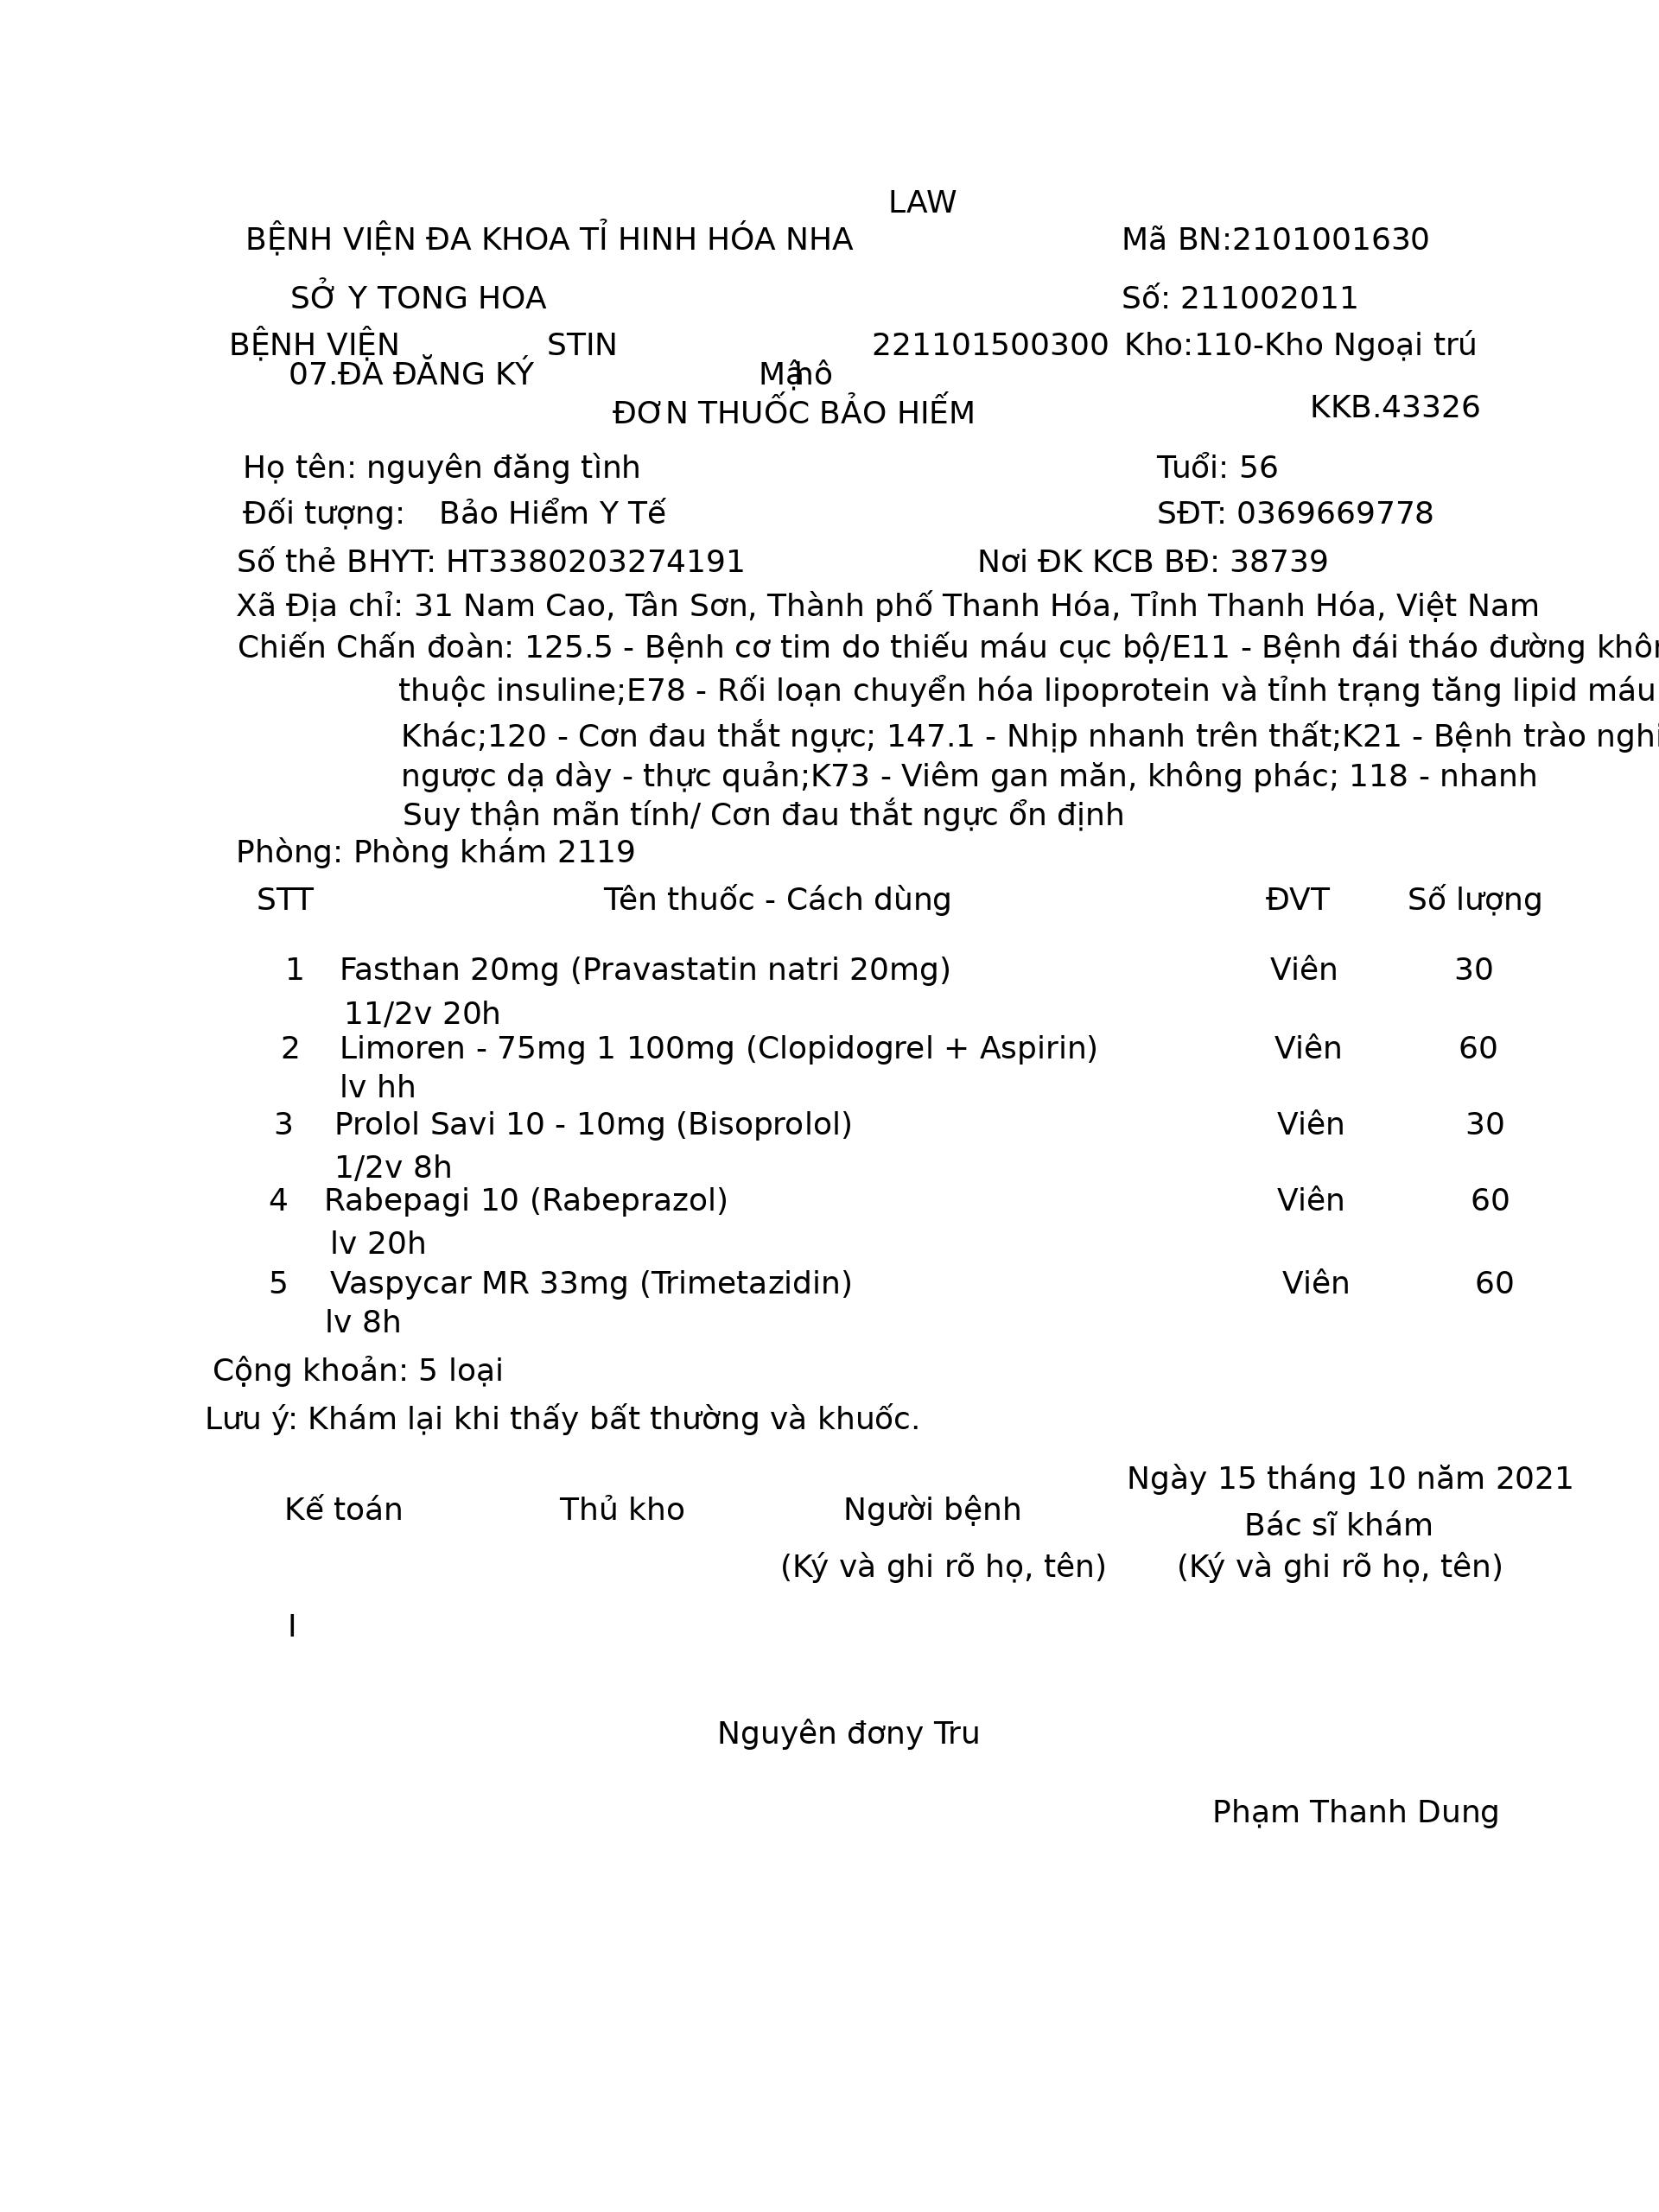 LAW
BỆNH VIỆN ĐA KHOA TỈ HINH HÓA NHA Mã BN:2101001630
SỞ Y TONG HOA Số: 211002011
BỆNH VIỆN STIN 221101500300 Kho:110-Kho Ngoại trú
07.ĐA ĐĂNG KÝ
ĐƠN THUỐC BẢO HIẾM KKB.43326
Họ tên: nguyên đăng tình Tuổi: 56
Đối tượng: Bảo Hiểm Y Tế SĐT: 0369669778
Số thẻ BHYT: HT3380203274191 Nơi ĐK KCB BĐ: 38739
Xã Địa chỉ: 31 Nam Cao, Tân Sơn, Thành phố Thanh Hóa, Tỉnh Thanh Hóa, Việt Nam
Chiến Chấn đoàn: 125.5 - Bệnh cơ tim do thiếu máu cục bộ/E11 - Bệnh đái tháo đường
thuộc insuline;E78 - Rối loạn chuyển hóa lipoprotein và tỉnh trạng tăng lipid máu
Khác;120 - Cơn đau thắt ngực; 147.1 - Nhịp nhanh trên thất;K21 - Bệnh trào
ngược dạ dày - thực quản;K73 - Viêm gan măn, không phác; 118 - nhanh
Suy thận mãn tính/ Cơn đau thắt ngực ổn định
Phòng: Phòng khám 2119
STT Tên thuốc - Cách dùng ĐVT Số lượng
1 Fasthan 20mg (Pravastatin natri 20mg) Viên 30
11/2v 20h
2 Limoren - 75mg 1 100mg (Clopidogrel + Aspirin) Viên 60
lv hh
3 Prolol Savi 10 - 10mg (Bisoprolol) Viên 30
1/2v 8h
4 Rabepagi 10 (Rabeprazol) Viên 60
lv 20h
5 Vaspycar MR 33mg (Trimetazidin) Viên 60
lv 8h
Cộng khoản: 5 loại
Lưu ý: Khám lại khi thấy bất thường và khuốc.
Ngày 15 tháng 10 năm 2021
Kế toán Thủ kho Người bệnh Bác sĩ khám
(Ký và ghi rõ họ, tên) (Ký và ghi rõ họ, tên)
I
Nguyên đơny Tru
Phạm Thanh Dung